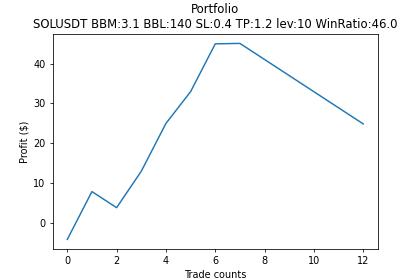 Portfolio
SOLUSDT BBM:3.1 BBL:140 SL:0.4 TP:1.2 lev:10 WinRatio:46.0
Profit ($)
40
30
20
10
0
0 2 4 6 8 10 12
Trade counts